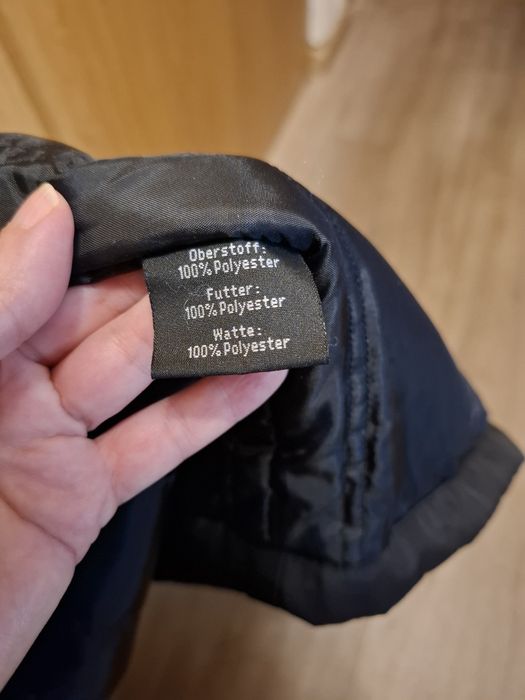 Oberstoff:
100% Polyester
Futter:
100% Polyester
Watte:
100% Polyester